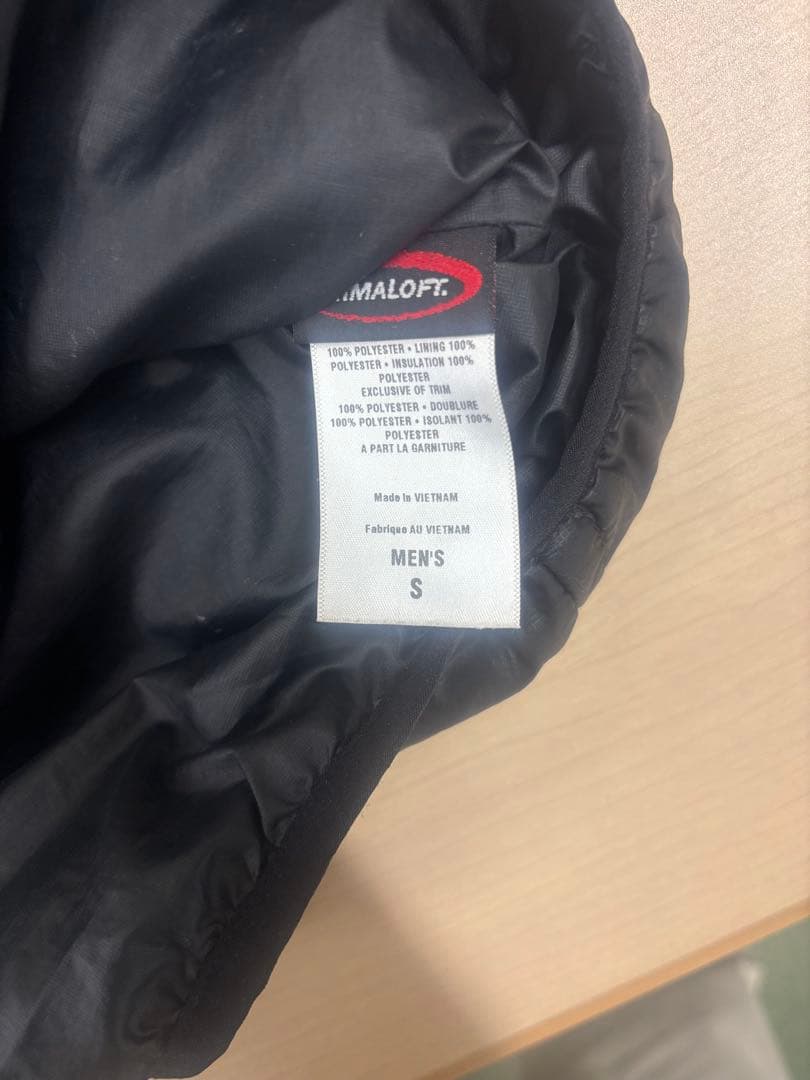 MALOFT.
100% POLYESTER • LINING 100%
POLYESTER • INSULATION 100%
POLYESTER
EXCLUSIVE OF TRIM
100% POLYESTER • DOUBLURE
100% POLYESTER • ISOLANT 100%
POLYESTER
A PART LA GARNITURE
Made In VIETNAM
Fabrique AU VIETNAM
MEN'S
S